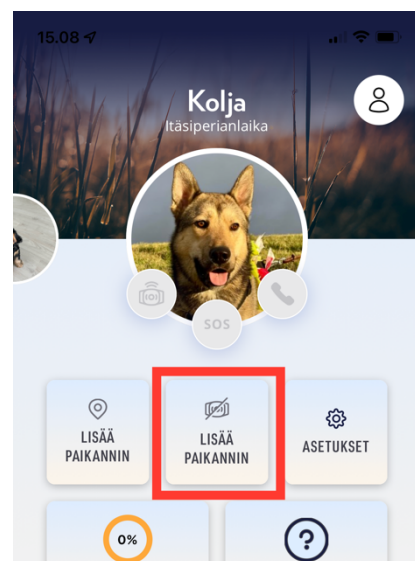 15.08
Kolja
Itäsiperianlaika
SOS
LISÄÄ
PAIKANNIN
LISÄÄ
PAIKANNIN
ASETUKSET
0%
?